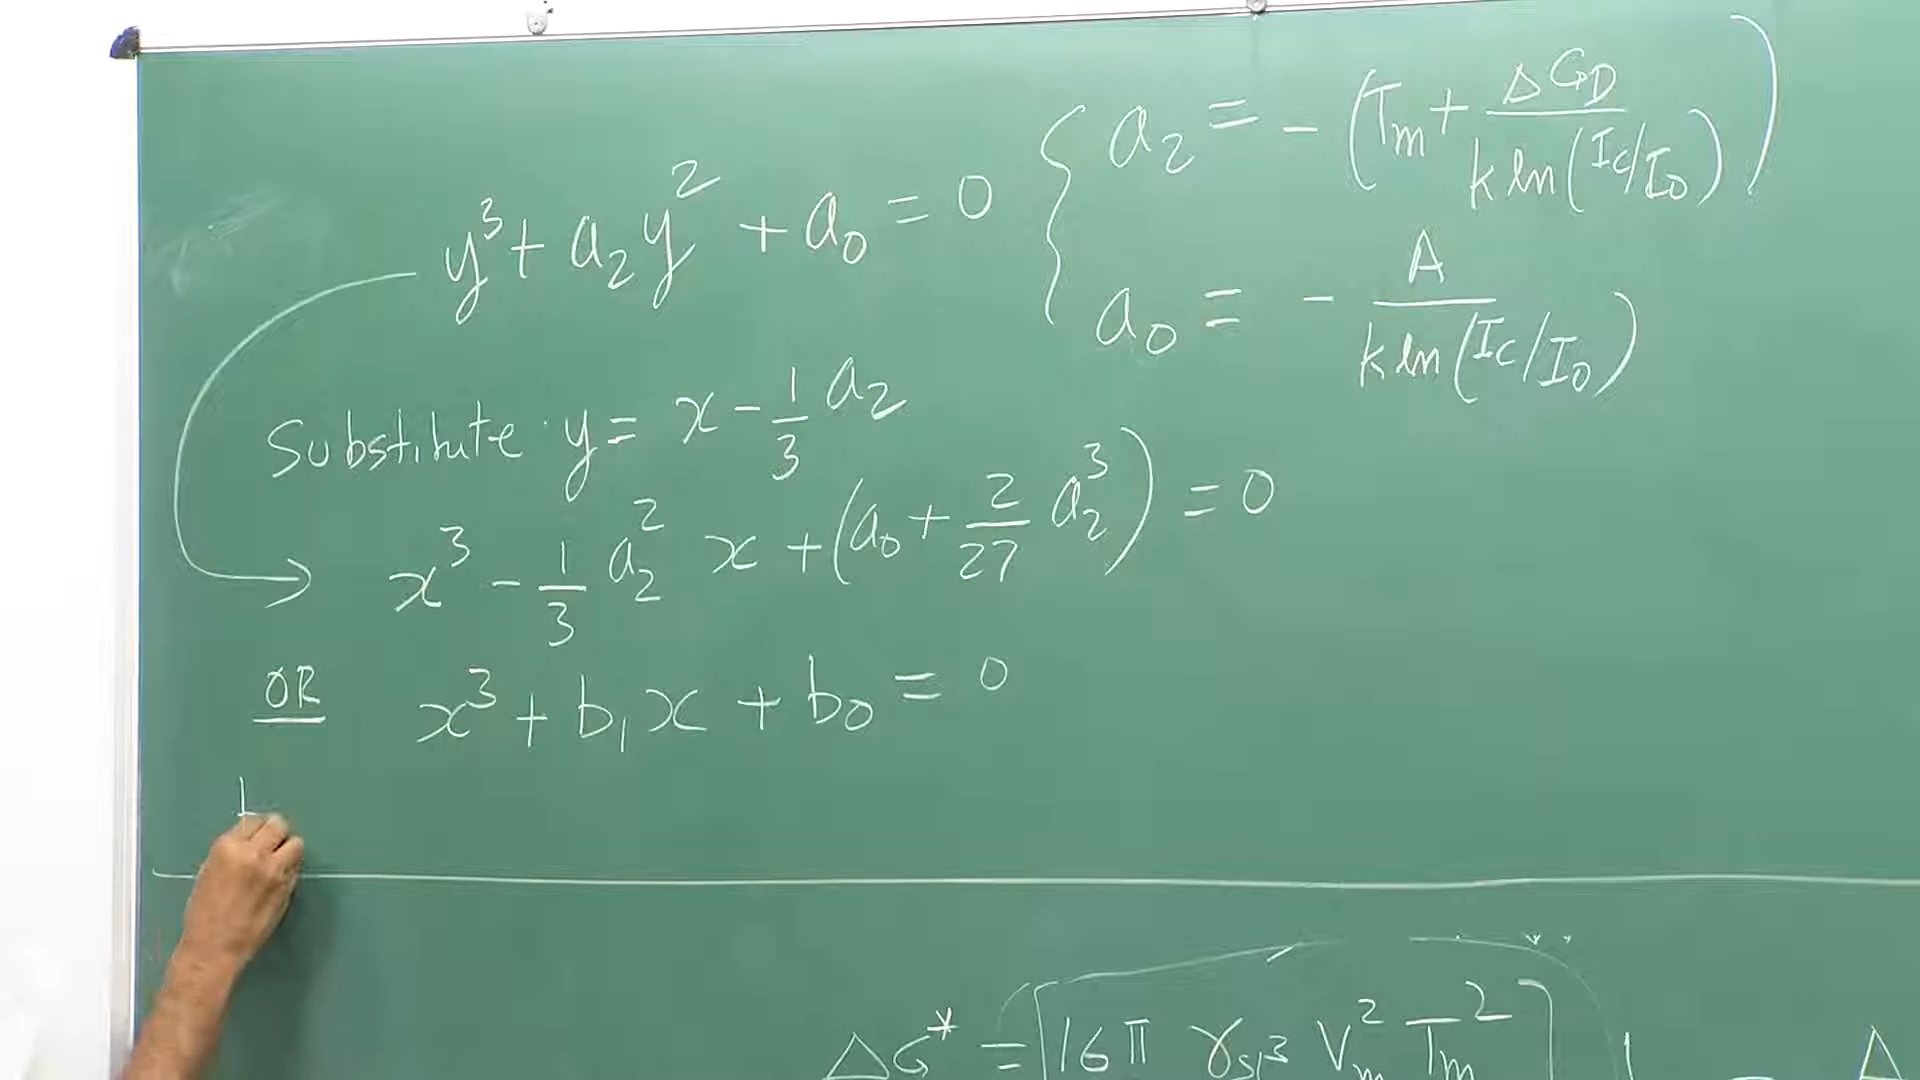 y³ + a₂y² + a₀ = 0 { a₂ = - (Tm + ΔG_D / k ln(Ic/I₀))
a₀ = - A / k ln(Ic/I₀)
Substitute y = x - 1/3 a₂
→ x³ - 1/3 a₂² x + (a₀ + 2/27 a₂³) = 0
OR x³ + b₁x + b₀ = 0
ΔG* = [16π γsl³ Vm² Tm²